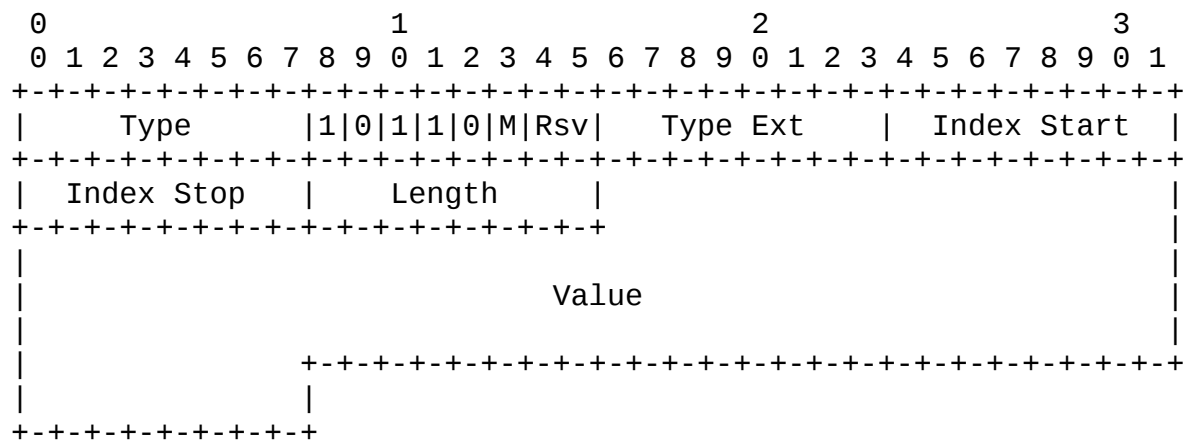 0                   1                   2                   3
 0 1 2 3 4 5 6 7 8 9 0 1 2 3 4 5 6 7 8 9 0 1 2 3 4 5 6 7 8 9 0 1
+-+-+-+-+-+-+-+-+-+-+-+-+-+-+-+-+-+-+-+-+-+-+-+-+-+-+-+-+-+-+-+-+
|     Type      |1|0|1|1|0|M|Rsv|   Type Ext    |  Index Start  |
+-+-+-+-+-+-+-+-+-+-+-+-+-+-+-+-+-+-+-+-+-+-+-+-+-+-+-+-+-+-+-+-+
|  Index Stop   |    Length     |                               |
+-+-+-+-+-+-+-+-+-+-+-+-+-+-+-+-+                               |
|                                                               |
|                             Value                             |
|                                                               |
|               +-+-+-+-+-+-+-+-+-+-+-+-+-+-+-+-+-+-+-+-+-+-+-+-+
|               |
+-+-+-+-+-+-+-+-+